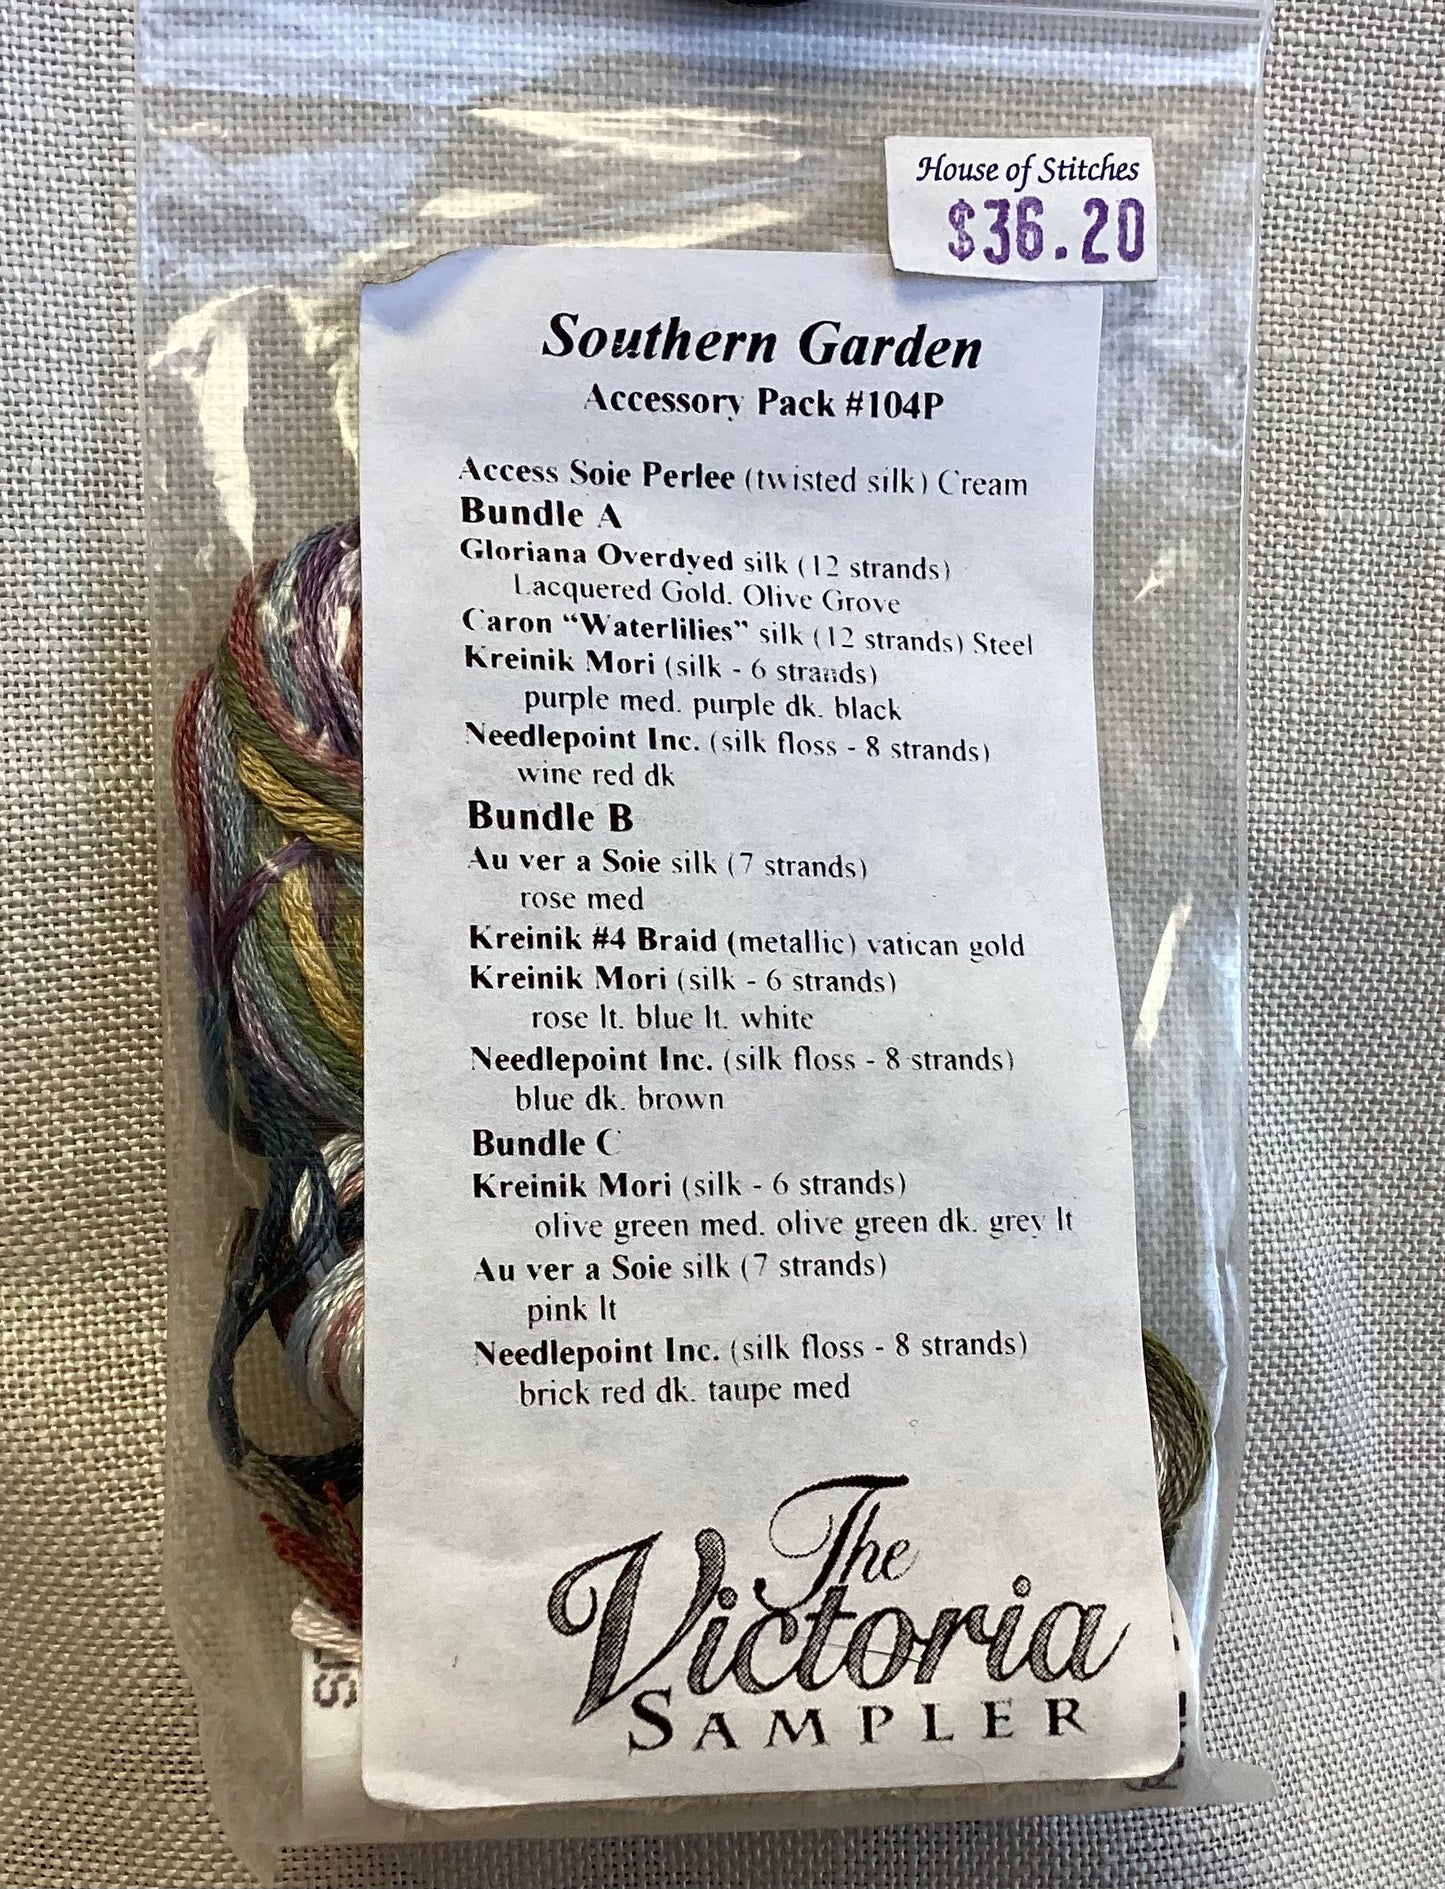 House of Stitches
$36.20
Southern Garden
Accessory Pack #104P
Access Soie Perlee (twisted silk) Cream
Bundle A
Gloriana Overdyed silk (12 strands)
Lacquered Gold. Olive Grove
Caron “Waterlilies” silk (12 strands) Steel
Kreinik Mori (silk - 6 strands)
purple med. purple dk. black
Needlepoint Inc. (silk floss - 8 strands)
wine red dk
Bundle B
Au ver a Soie silk (7 strands)
rose med
Kreinik #4 Braid (metallic) vatican gold
Kreinik Mori (silk - 6 strands)
rose lt. blue lt. white
Needlepoint Inc. (silk floss - 8 strands)
blue dk. brown
Bundle C
Kreinik Mori (silk - 6 strands)
olive green med. olive green dk. grey lt
Au ver a Soie silk (7 strands)
pink lt
Needlepoint Inc. (silk floss - 8 strands)
brick red dk. taupe med
The
Victoria
SAMPLER